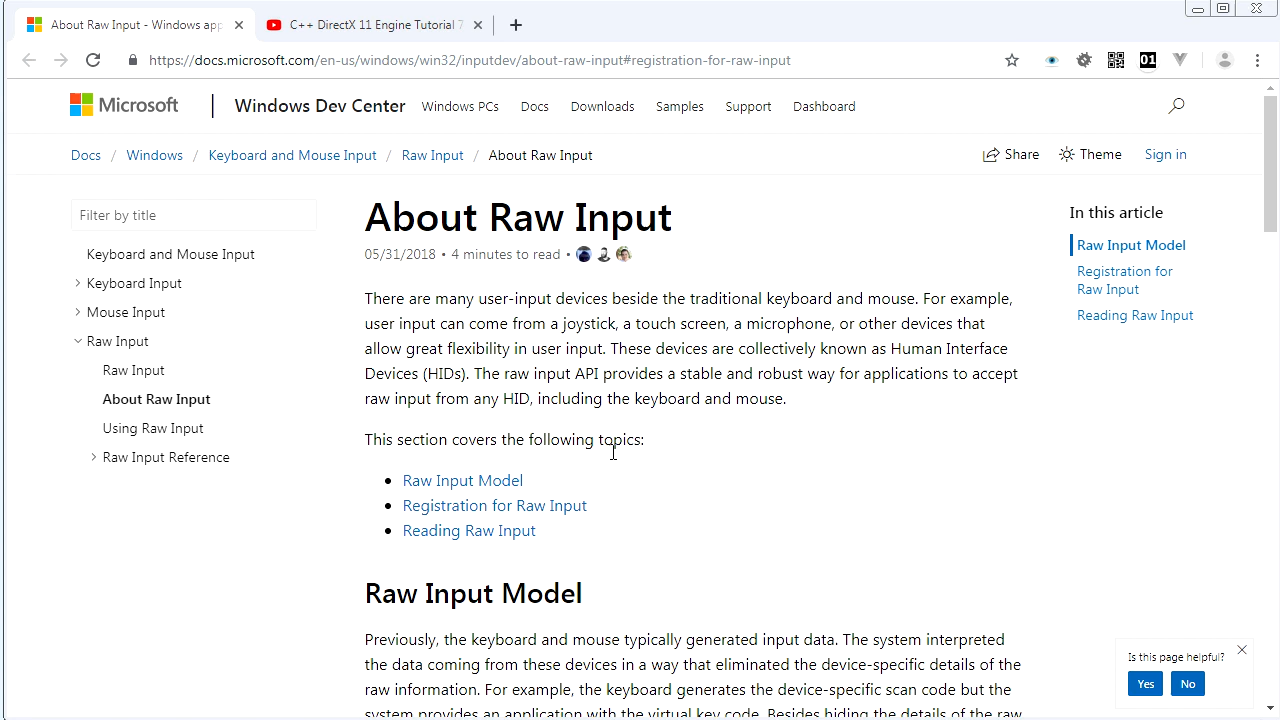 About Raw Input - Windows app
C++ DirectX 11 Engine Tutorial 7
https://docs.microsoft.com/en-us/windows/win32/inputdev/about-raw-input#registration-for-raw-input
01
Microsoft
Windows Dev Center
Windows PCs
Docs
Downloads
Samples
Support
Dashboard
Docs / Windows / Keyboard and Mouse Input / Raw Input / About Raw Input
Share
Theme
Sign in
Filter by title
Keyboard and Mouse Input
Keyboard Input
Mouse Input
Raw Input
Raw Input
About Raw Input
Using Raw Input
Raw Input Reference
About Raw Input
05/31/2018 • 4 minutes to read •
There are many user-input devices beside the traditional keyboard and mouse. For example,
user input can come from a joystick, a touch screen, a microphone, or other devices that
allow great flexibility in user input. These devices are collectively known as Human Interface
Devices (HIDs). The raw input API provides a stable and robust way for applications to accept
raw input from any HID, including the keyboard and mouse.
This section covers the following topics:
• Raw Input Model
• Registration for Raw Input
• Reading Raw Input
Raw Input Model
Previously, the keyboard and mouse typically generated input data. The system interpreted
the data coming from these devices in a way that eliminated the device-specific details of the
raw information. For example, the keyboard generates the device-specific scan code but the
system provides an application with the virtual key code. Besides hiding the details of the raw
In this article
Raw Input Model
Registration for
Raw Input
Reading Raw Input
Is this page helpful?
Yes
No